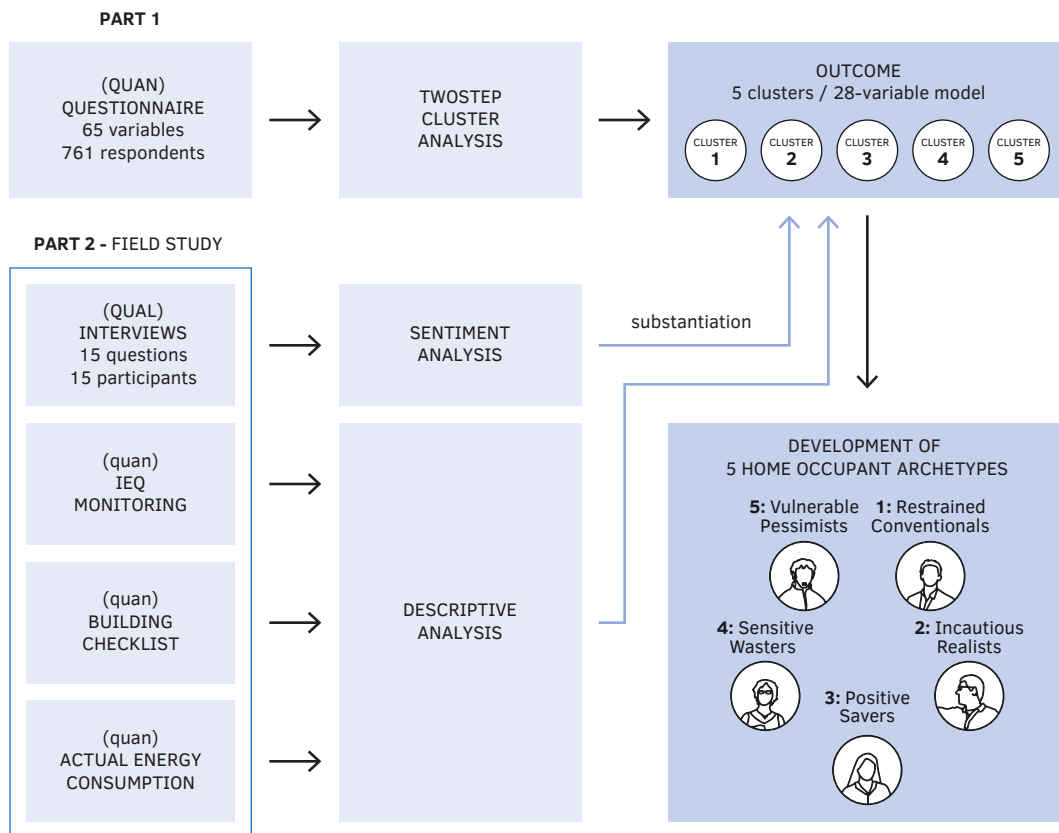 PART 1
(QUAN)
QUESTIONNAIRE
65 variables
761 respondents
TWOSTEP
CLUSTER
ANALYSIS
OUTCOME
5 clusters / 28-variable model
CLUSTER
1
CLUSTER
2
CLUSTER
3
CLUSTER
4
CLUSTER
5
PART 2 - FIELD STUDY
(QUAL)
INTERVIEWS
15 questions
15 participants
SENTIMENT
ANALYSIS
substantiation
(quan)
IEQ
MONITORING
(quan)
BUILDING
CHECKLIST
(quan)
ACTUAL ENERGY
CONSUMPTION
DESCRIPTIVE
ANALYSIS
DEVELOPMENT OF
5 HOME OCCUPANT ARCHETYPES
5: Vulnerable
Pessimists
1: Restrained
Conventionals
4: Sensitive
Wasters
2: Incautious
Realists
3: Positive
Savers